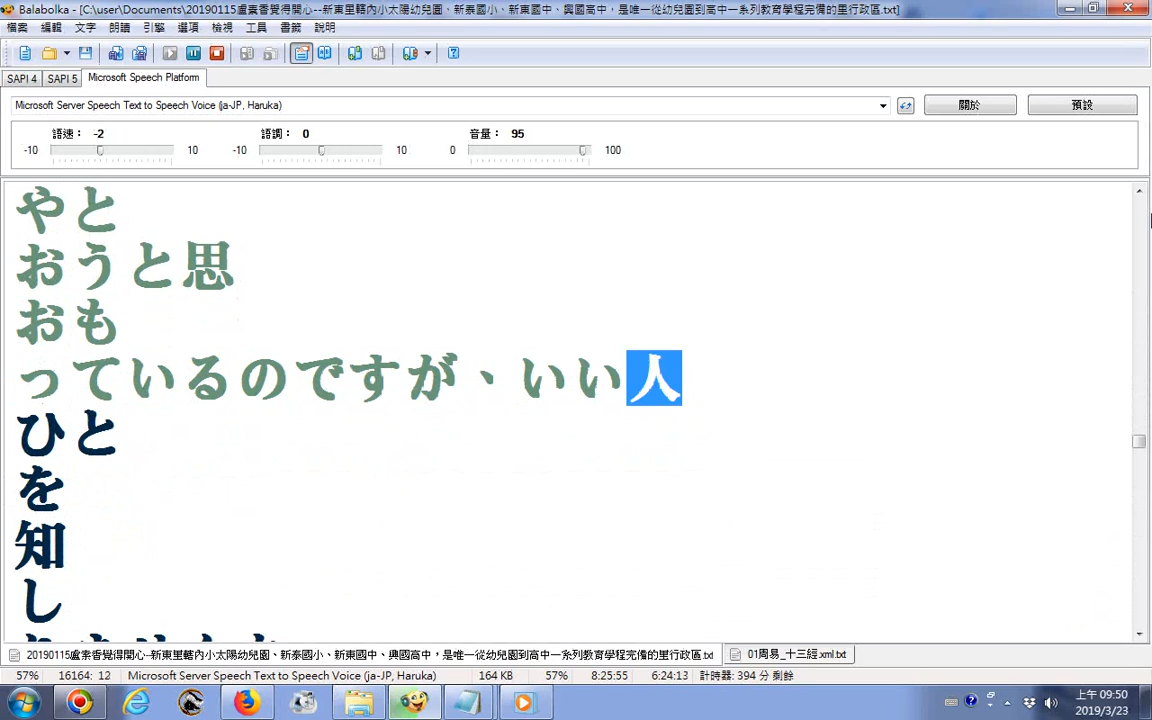 Balabolka - [C:\user\Documents\20190115盧素香覺得開心--新東里轄內小太陽幼兒園、新泰國小、新東國中、興國高中，是唯一從幼兒園到高中一系列教育學程完備的里行政區.txt]
檔案 編輯 文字 朗讀 引擎 選項 檢視 工具 書籤 說明
SAPI 4 SAPI 5 Microsoft Speech Platform
Microsoft Server Speech Text to Speech Voice (ja-JP, Haruka) 關於 預設
語速： -2 語調： 0 音量： 95
-10 10 -10 10 0 100
やと
おうと思
おも
っているのですが、いい人
ひと
を
知
し
20190115盧素香覺得開心--新東里轄內小太陽幼兒園、新泰國小、新東國中、興國高中，是唯一從幼兒園到高中一系列教育學程完備的里行政區.txt 01周易_十三經.xml.txt
57% 16164: 12 Microsoft Server Speech Text to Speech Voice (ja-JP, Haruka) 164 KB 57% 8:25:55 6:24:13 計時器: 394 分 剩餘
上午 09:50
2019/3/23